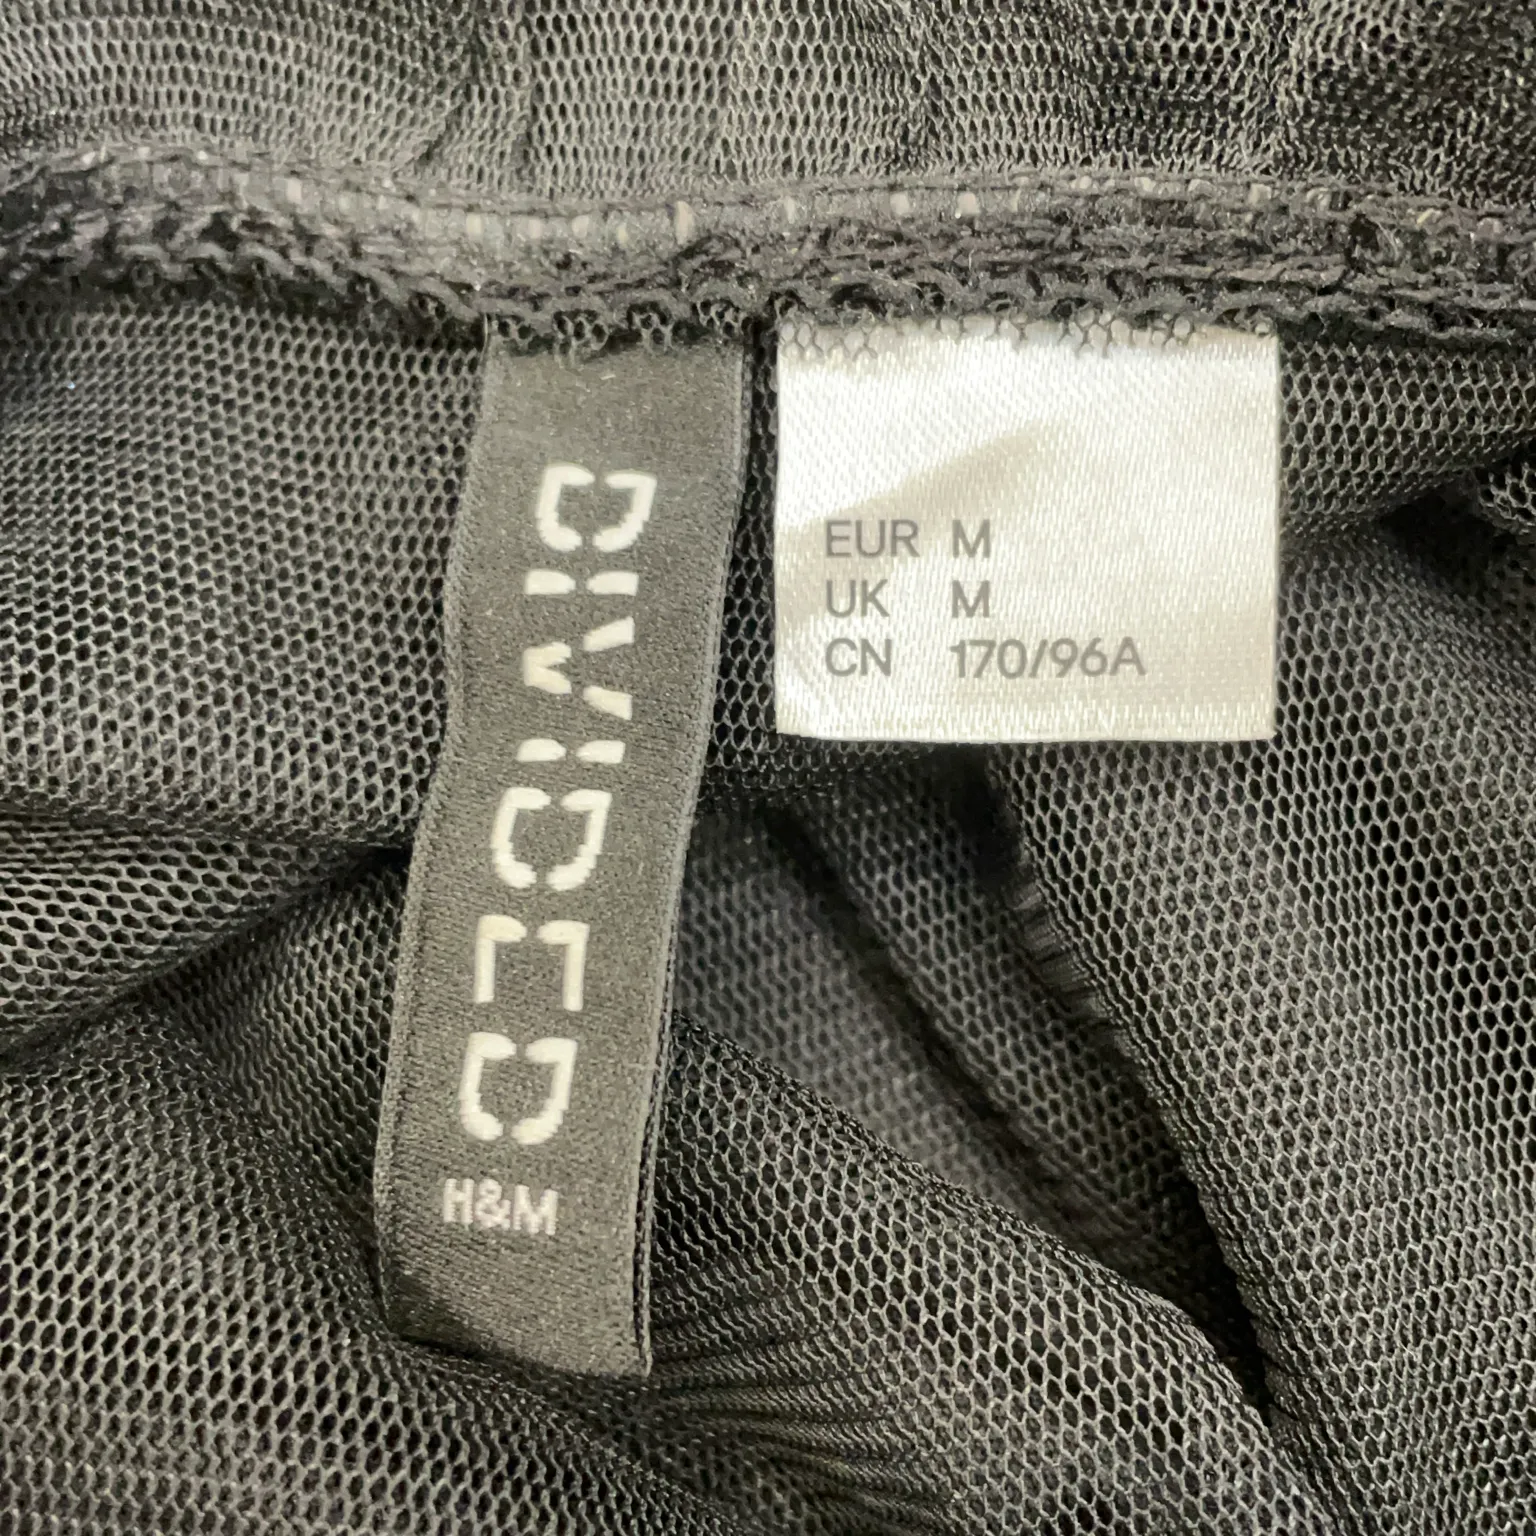 DIVIDED
H&M
EUR M
UK M
CN 170/96A